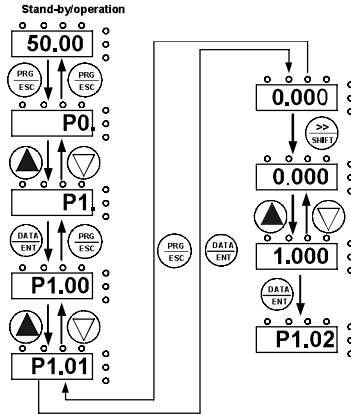 Stand-by/operation
50.00
PRG
ESC
PRG
ESC
P0.
P1.
DATA
ENT
PRG
ESC
P1.00
P1.01
PRG
ESC
DATA
ENT
0.000
>>
SHIFT
0.000
1.000
DATA
ENT
P1.02